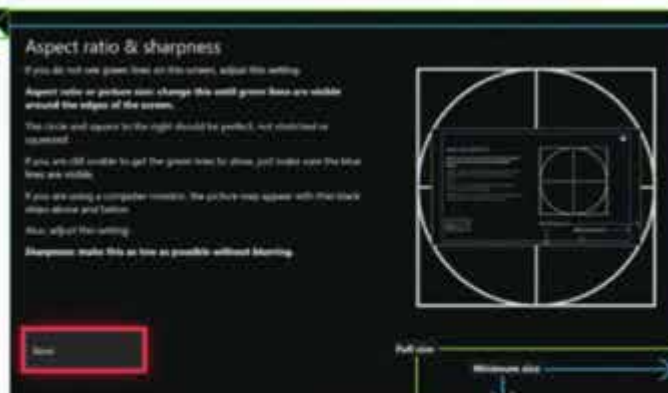 Aspect ratio & sharpness
If you do not see green lines on this screen, adjust this setting:
Aspect ratio or picture size: change this until green lines are visible
around the edges of the screen.
The circle and square to the right should be perfect, not stretched or
squeezed.
If you are still unable to get the green lines to show, just make sure the blue
lines are visible.
If you are using a computer monitor, the picture may appear with thin black
strips above and below.
Also, adjust this setting:
Sharpness: make this as low as possible without blurring.
Next
Full size
Minimum size